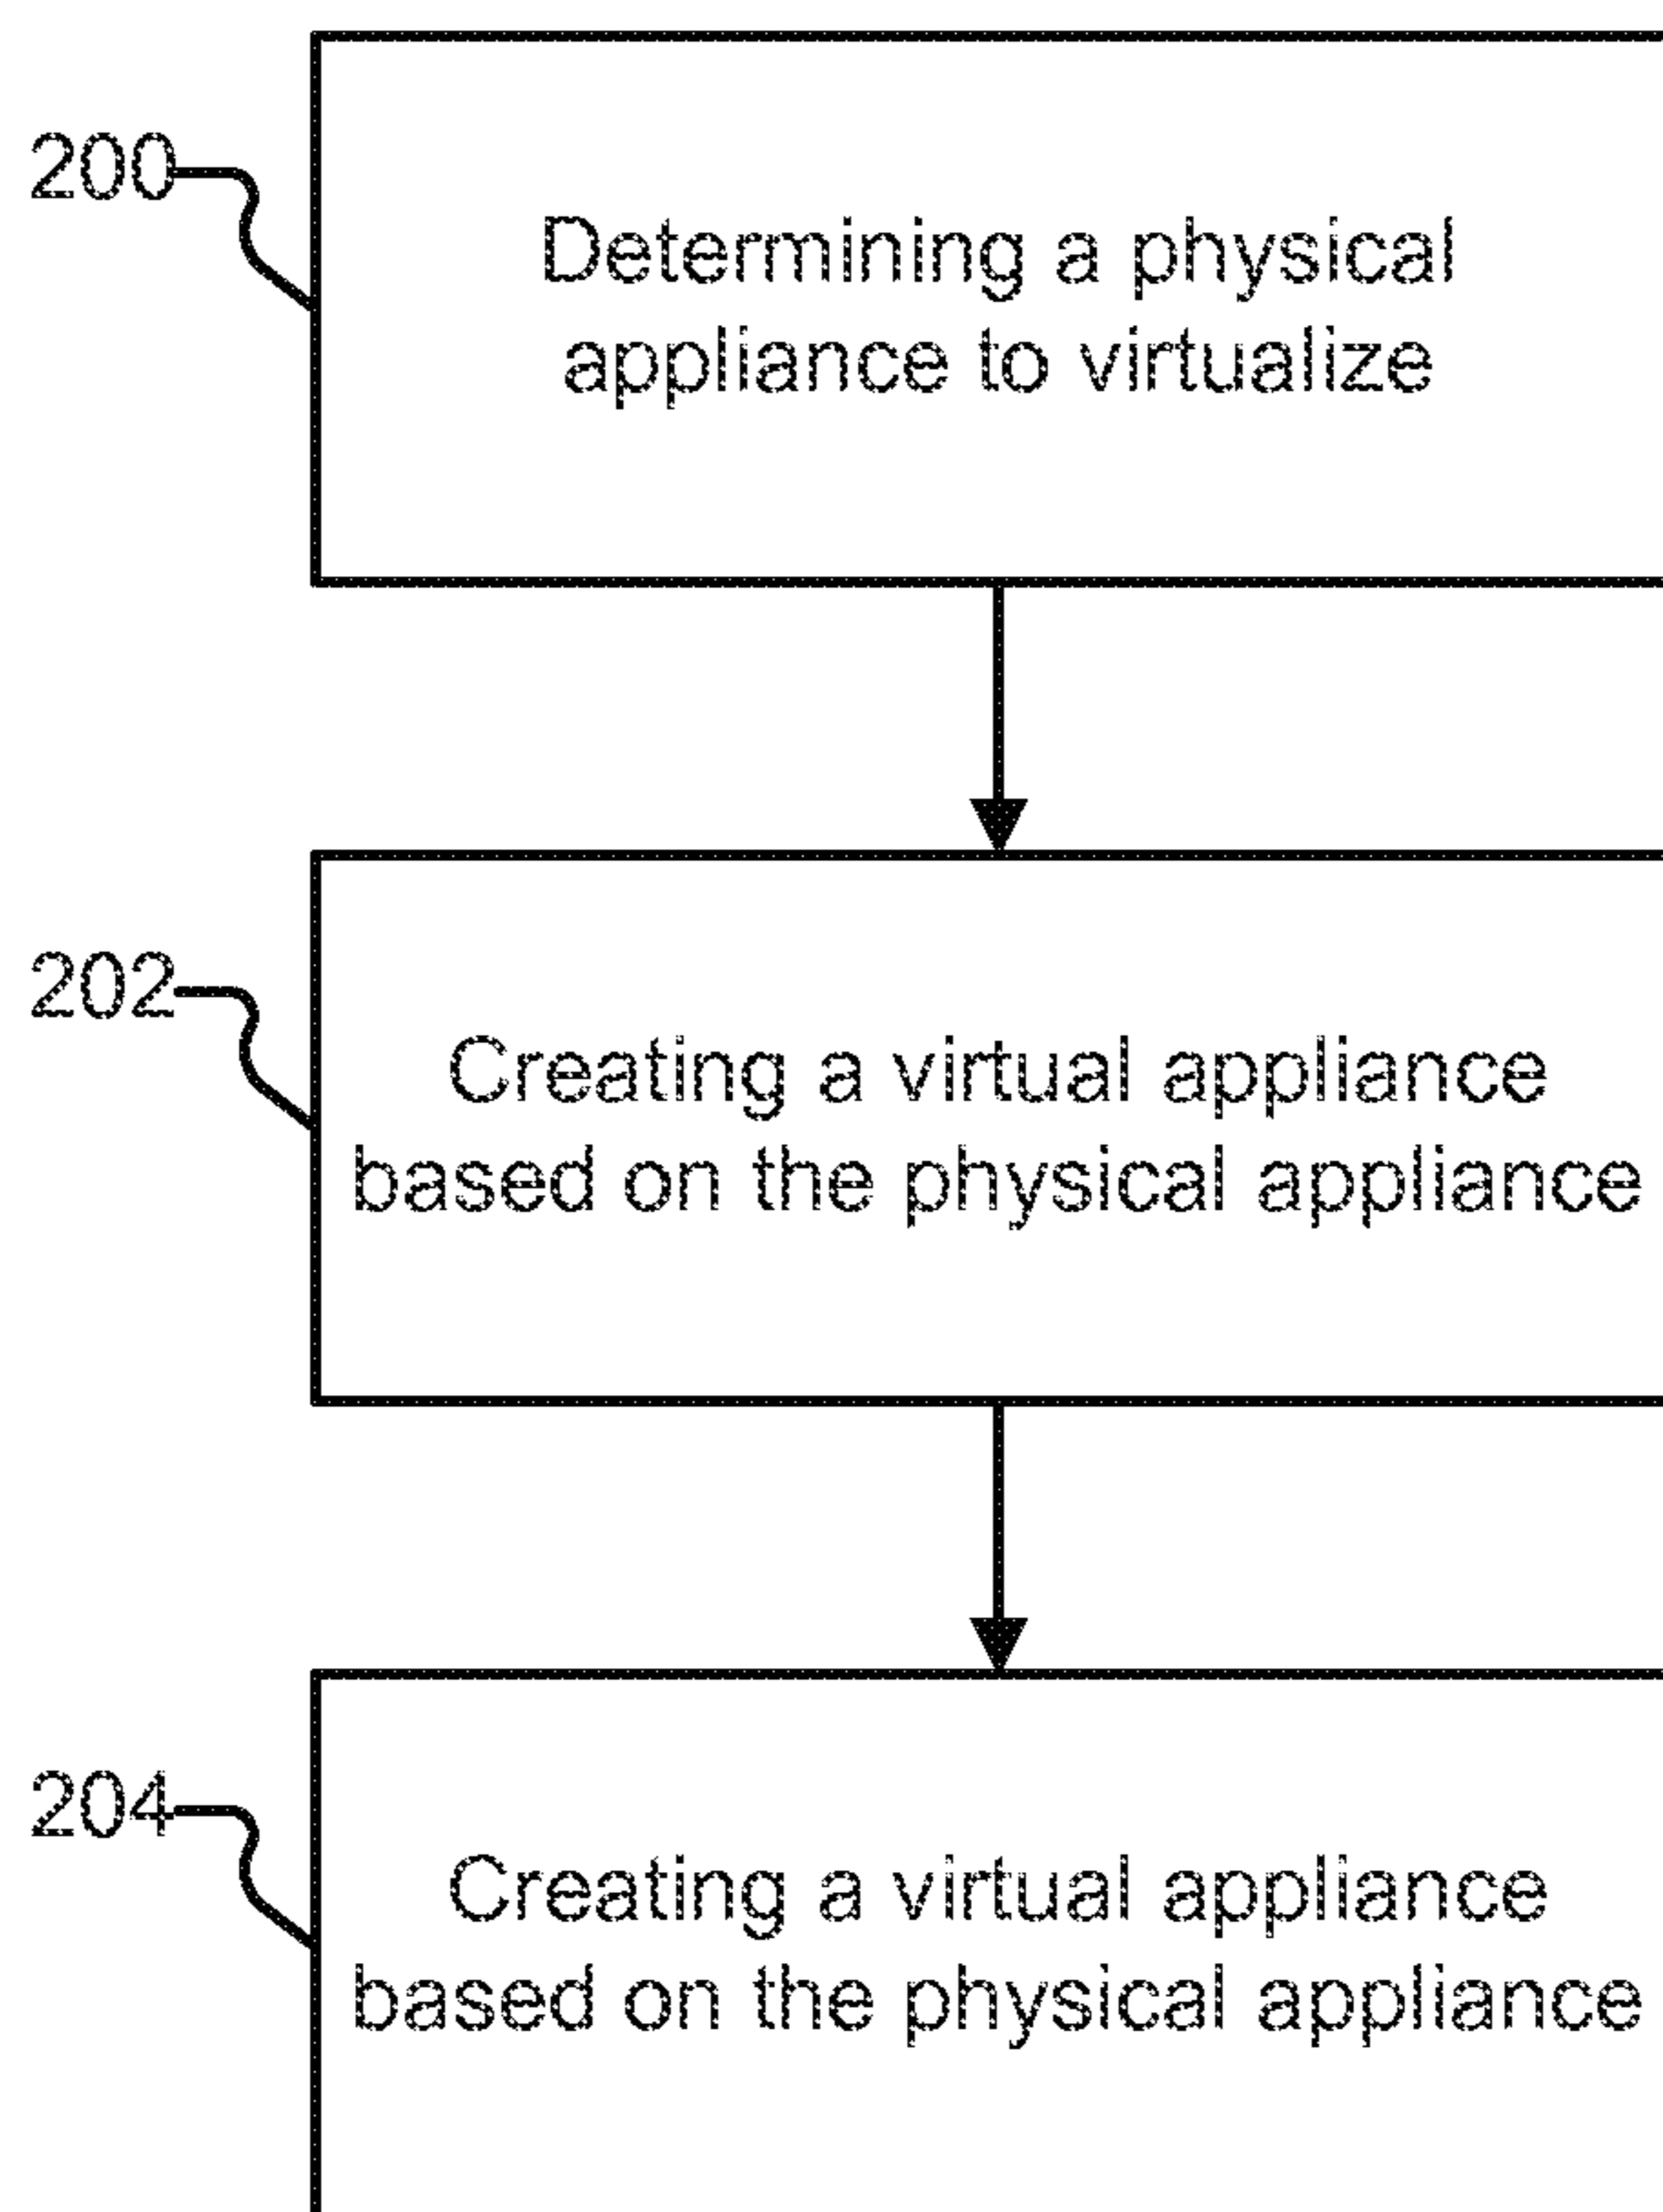 200
Determining a physical
appliance to virtualize
202
Creating a virtual appliance
based on the physical appliance
204
Creating a virtual appliance
based on the physical appliance